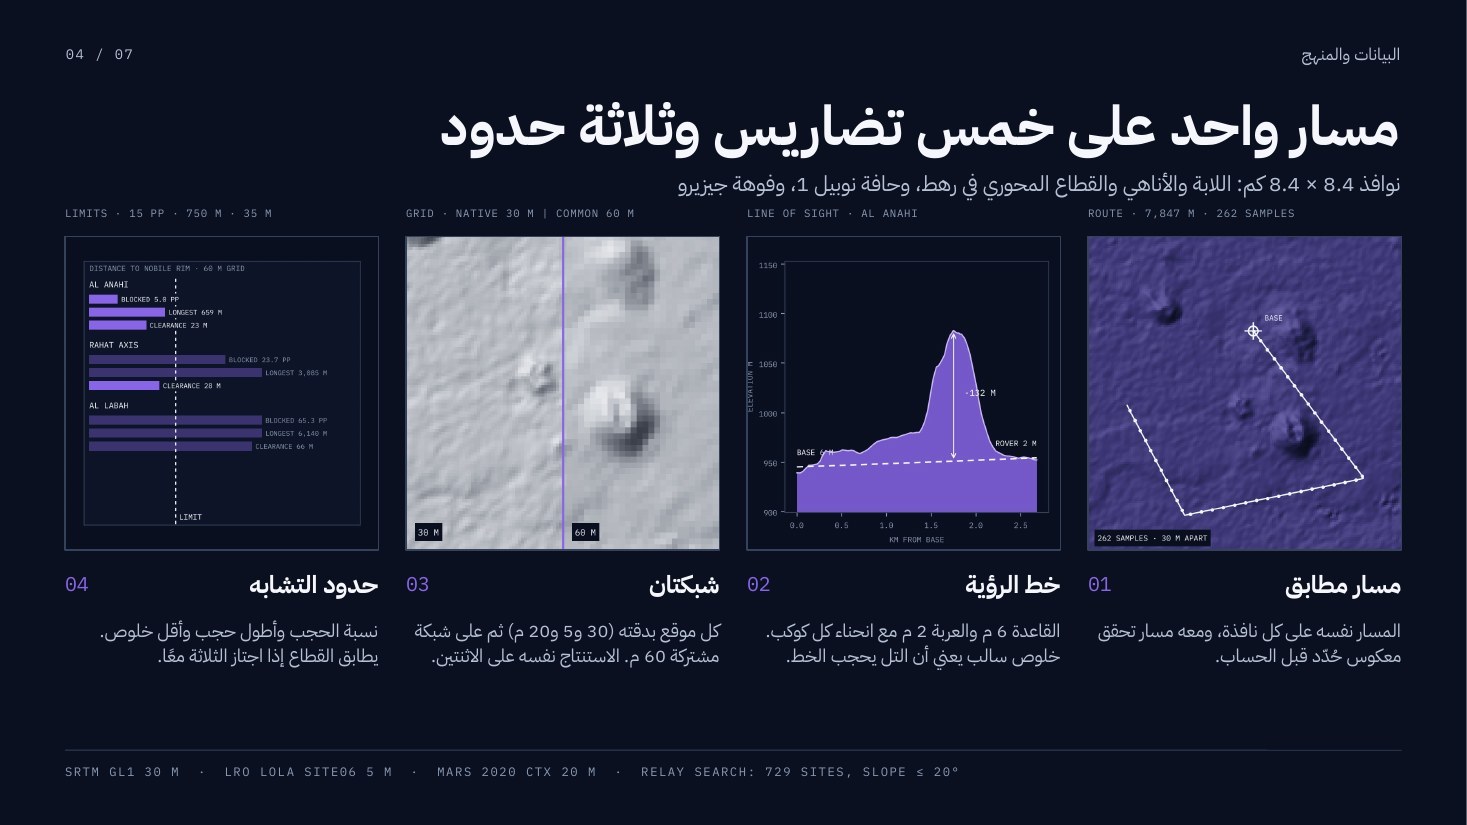 البيانات والمنهج
04 / 07
مسار واحد على خمس تضاريس وثلاثة حدود
نوافذ 8.4 × 8.4 كم: اللابة والأناهي والقطاع المحوري في رهط، وحافة نوبيل 1، وفوهة جيزيرو
ROUTE · 7,847 M · 262 SAMPLES
BASE
262 SAMPLES · 30 M APART
01
مسار مطابق
المسار نفسه على كل نافذة، ومعه مسار تحقق
معكوس حُدّد قبل الحساب.
LINE OF SIGHT · AL ANAHI
1150
1100
1050
1000
950
900
ELEVATION M
-132 M
BASE 6 M
ROVER 2 M
0.0 0.5 1.0 1.5 2.0 2.5
KM FROM BASE
02
خط الرؤية
القاعدة 6 م والعربة 2 م مع انحناء كل كوكب.
خلوص سالب يعني أن التل يحجب الخط.
GRID · NATIVE 30 M | COMMON 60 M
30 M
60 M
03
شبكتان
كل موقع بدقته (30 و5 و20 م) ثم على شبكة
مشتركة 60 م. الاستنتاج نفسه على الاثنتين.
LIMITS · 15 PP · 750 M · 35 M
DISTANCE TO NOBILE RIM · 60 M GRID
AL ANAHI
BLOCKED 5.0 PP
LONGEST 659 M
CLEARANCE 23 M
RAHAT AXIS
BLOCKED 23.7 PP
LONGEST 3,085 M
CLEARANCE 28 M
AL LABAH
BLOCKED 65.3 PP
LONGEST 6,140 M
CLEARANCE 66 M
LIMIT
04
حدود التشابه
نسبة الحجب وأطول حجب وأقل خلوص.
يطابق القطاع إذا اجتاز الثلاثة معًا.
SRTM GL1 30 M · LRO LOLA SITE06 5 M · MARS 2020 CTX 20 M · RELAY SEARCH: 729 SITES, SLOPE ≤ 20°